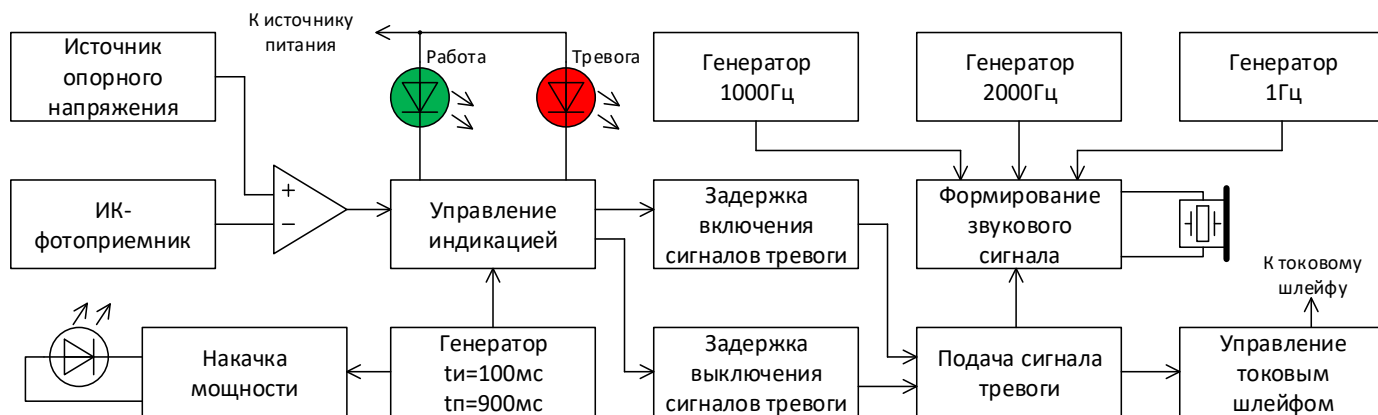 К источнику
питания
Источник
опорного
напряжения
Работа
Тревога
Генератор
1000Гц
Генератор
2000Гц
Генератор
1Гц
ИК-
фотоприемник
+
−
Управление
индикацией
Задержка
включения
сигналов тревоги
Формирование
звукового
сигнала
К токовому
шлейфу
Накачка
мощности
Генератор
tи=100мс
tп=900мс
Задержка
выключения
сигналов тревоги
Подача сигнала
тревоги
Управление
токовым
шлейфом